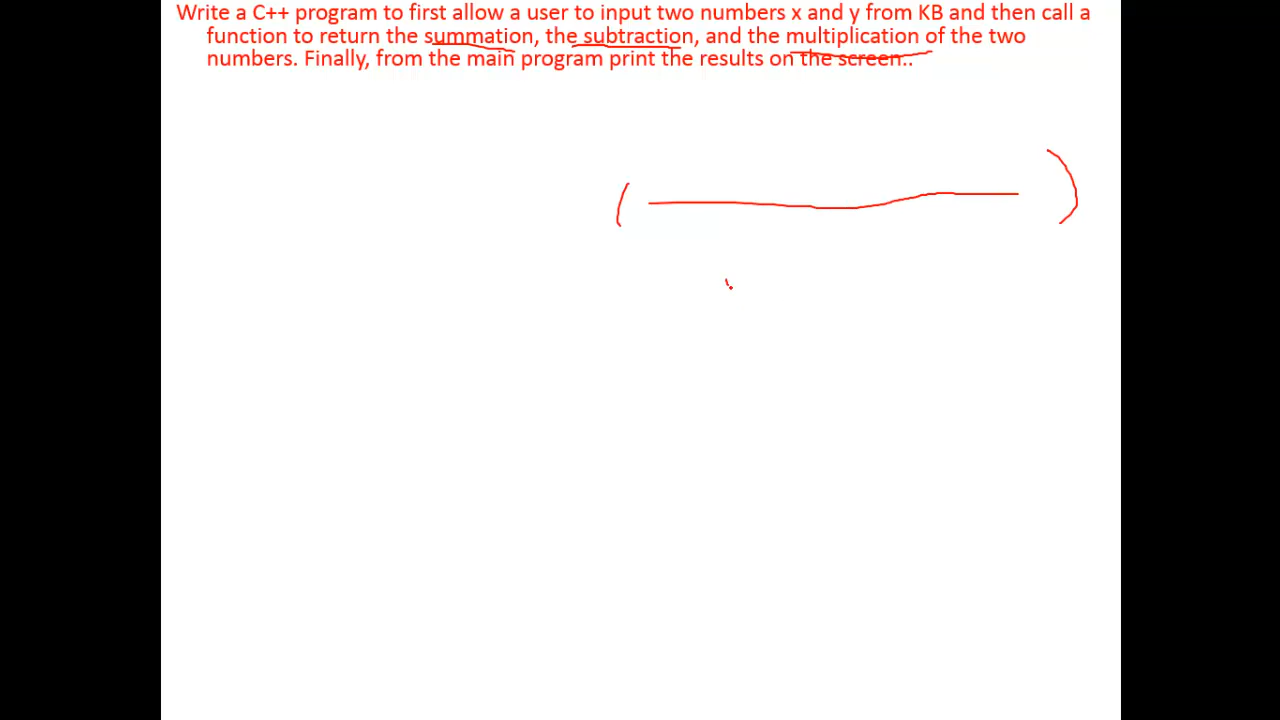 Write a C++ program to first allow a user to input two numbers x and y from KB and then call a
function to return the summation, the subtraction, and the multiplication of the two
numbers. Finally, from the main program print the results on the screen..